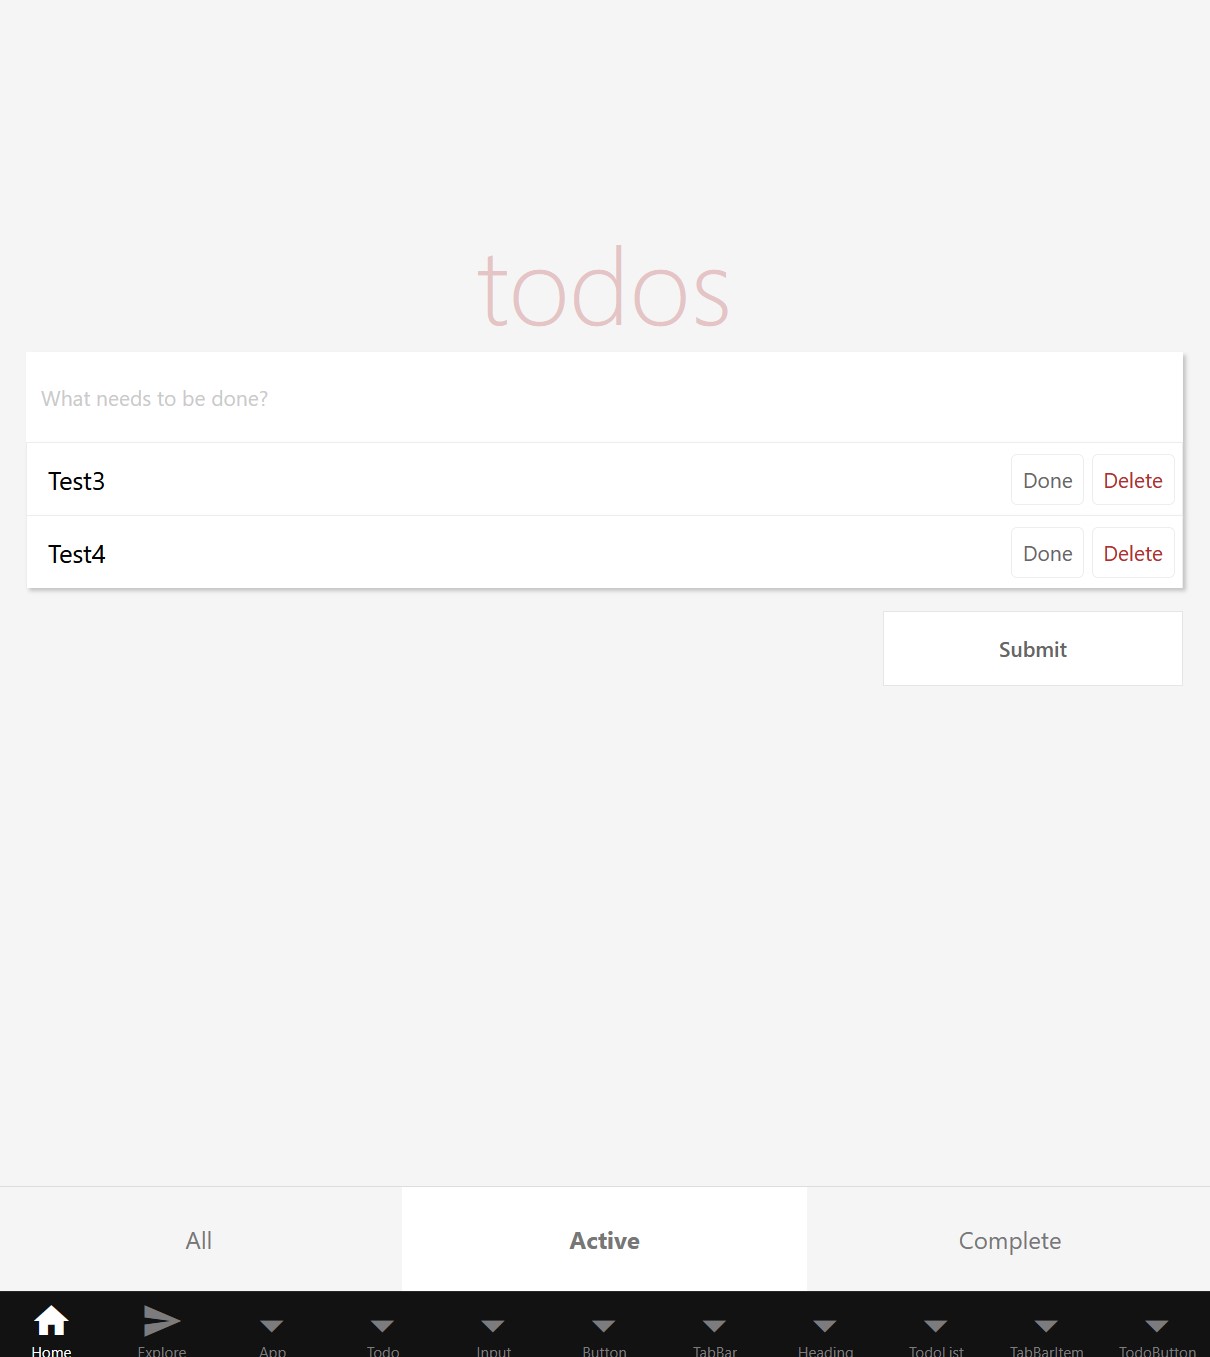 todos
What needs to be done?
Test3 Done Delete
Test4 Done Delete
Submit
All Active Complete
Home Explore App Todo Input Button TabBar Heading TodoList TabBarItem TodoButton